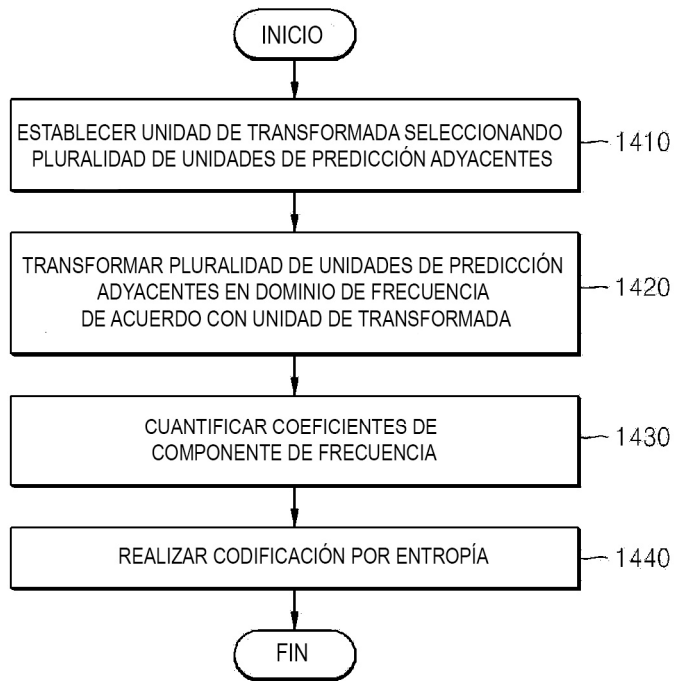 INICIO
ESTABLECER UNIDAD DE TRANSFORMADA SELECCIONANDO
PLURALIDAD DE UNIDADES DE PREDICCIÓN ADYACENTES
1410
TRANSFORMAR PLURALIDAD DE UNIDADES DE PREDICCIÓN
ADYACENTES EN DOMINIO DE FRECUENCIA
DE ACUERDO CON UNIDAD DE TRANSFORMADA
1420
CUANTIFICAR COEFICIENTES DE
COMPONENTE DE FRECUENCIA
1430
REALIZAR CODIFICACIÓN POR ENTROPÍA
1440
FIN